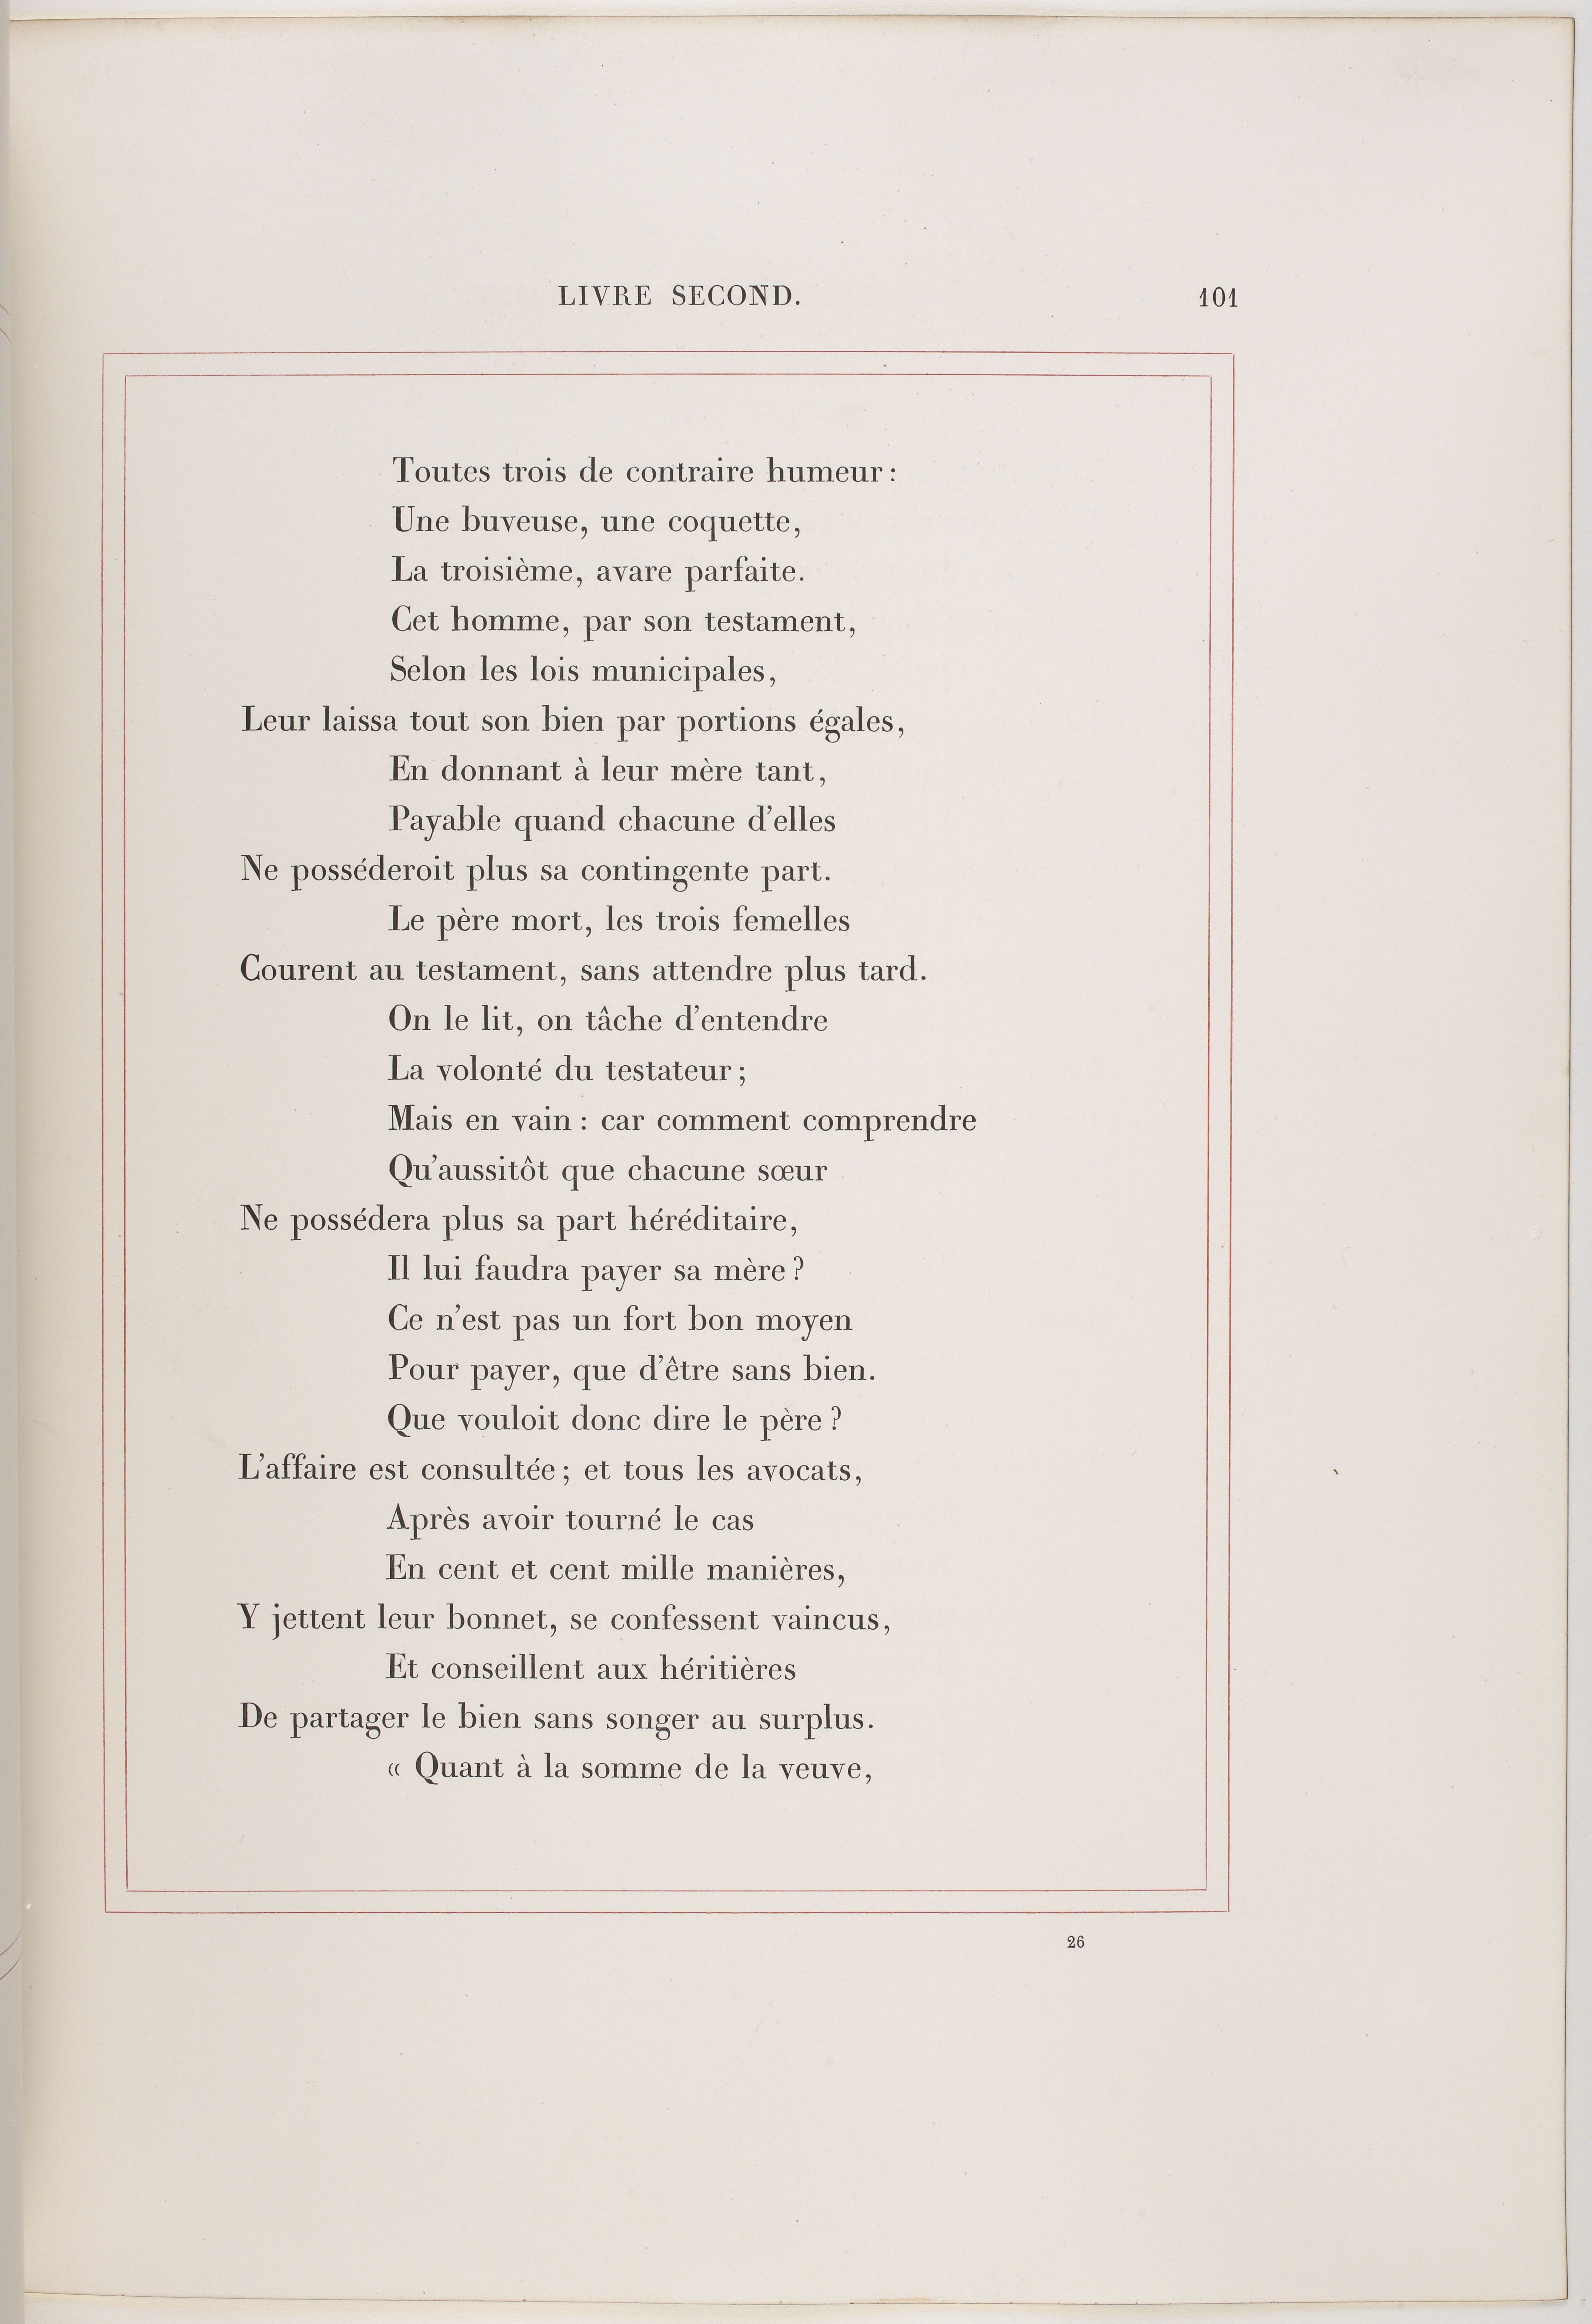 LIVRE SECOND. 101
Toutes trois de contraire humeur :
Une buveuse, une coquette,
La troisième, avare parfaite.
Cet homme, par son testament,
Selon les lois municipales,
Leur laissa tout son bien par portions égales,
En donnant à leur mère tant,
Payable quand chacune d'elles
Ne posséderoit plus sa contingente part.
Le père mort, les trois femelles
Courent au testament, sans attendre plus tard.
On le lit, on tâche d'entendre
La volonté du testateur ;
Mais en vain : car comment comprendre
Qu'aussitôt que chacune sœur
Ne possédera plus sa part héréditaire,
Il lui faudra payer sa mère ?
Ce n'est pas un fort bon moyen
Pour payer, que d'être sans bien.
Que vouloit donc dire le père ?
L'affaire est consultée ; et tous les avocats,
Après avoir tourné le cas
En cent et cent mille manières,
Y jettent leur bonnet, se confessent vaincus,
Et conseillent aux héritières
De partager le bien sans songer au surplus.
« Quant à la somme de la veuve,
26